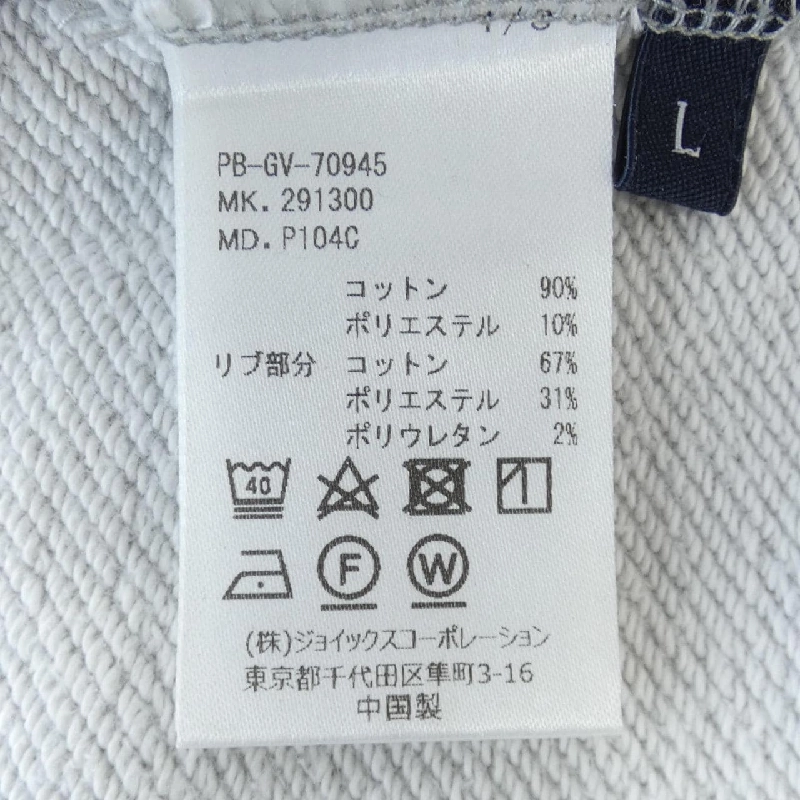 L
PB-GV-70945
MK. 291300
MD. P104C
コットン 90%
ポリエステル 10%
リブ部分 コットン 67%
ポリエステル 31%
ポリウレタン 2%
40
F W
(株)ジョイックスコーポレーション
東京都千代田区隼町3-16
中国製